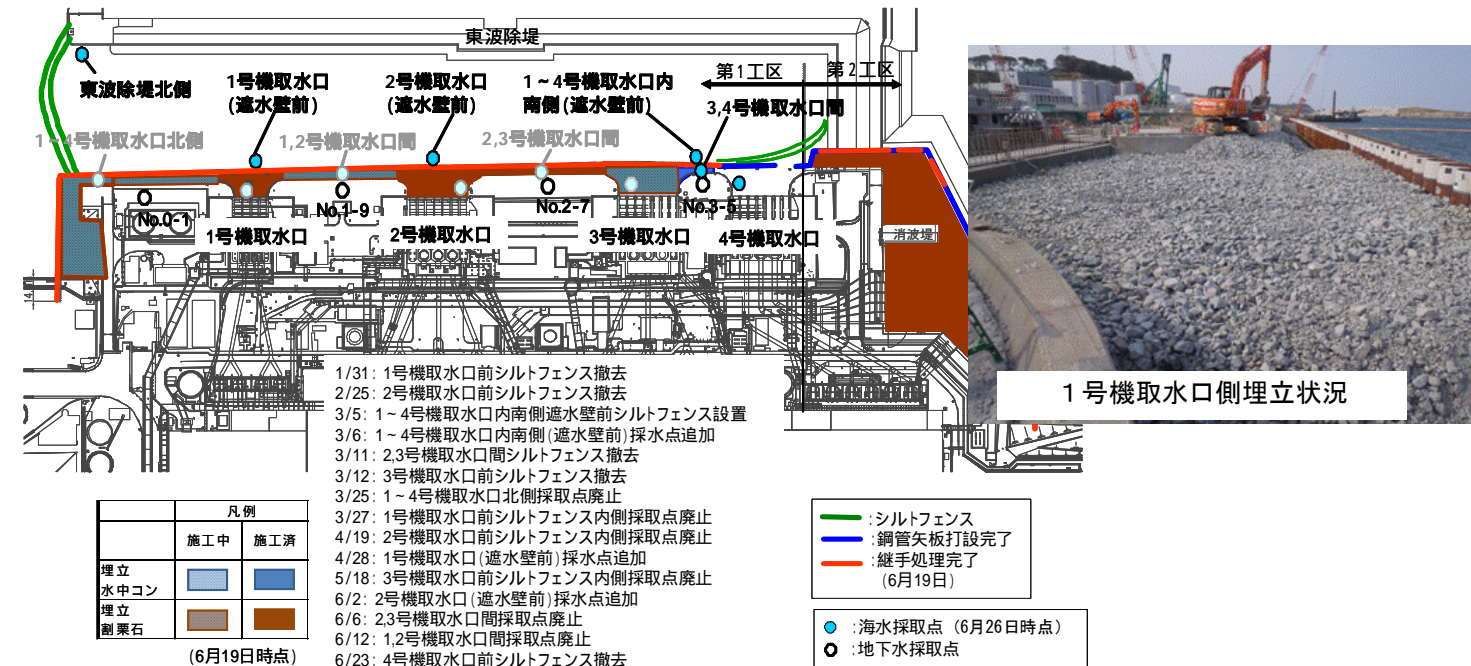 東波除堤
第1工区
第2工区
東波除堤北側
1号機取水口
(遮水壁前)
2号機取水口
(遮水壁前)
1~4号機取水口内
南側(遮水壁前)
3,4号機取水口間
1~4号機取水口北側
1,2号機取水口間
2,3号機取水口間
No.0-1
No.1-9
No.2-7
No.3-5
1号機取水口
2号機取水口
3号機取水口
4号機取水口
消波堤
1号機取水口側埋立状況
1/31: 1号機取水口前シルトフェンス撤去
2/25: 2号機取水口前シルトフェンス撤去
3/5: 1~4号機取水口内南側遮水壁前シルトフェンス設置
3/6: 1~4号機取水口内南側(遮水壁前)採水点追加
3/11: 2,3号機取水口間シルトフェンス撤去
3/12: 3号機取水口前シルトフェンス撤去
3/25: 1~4号機取水口北側採取点廃止
3/27: 1号機取水口前シルトフェンス内側採取点廃止
4/19: 2号機取水口前シルトフェンス内側採取点廃止
4/28: 1号機取水口(遮水壁前)採水点追加
5/18: 3号機取水口前シルトフェンス内側採取点廃止
6/2: 2号機取水口(遮水壁前)採水点追加
6/6: 2,3号機取水口間採取点廃止
6/12: 1,2号機取水口間採取点廃止
6/23: 4号機取水口前シルトフェンス撤去
凡例
施工中 施工済
埋立
水中コン
埋立
割栗石
(6月19日時点)
:シルトフェンス
:鋼管矢板打設完了
:継手処理完了
(6月19日)
:海水採取点(6月26日時点)
:地下水採取点